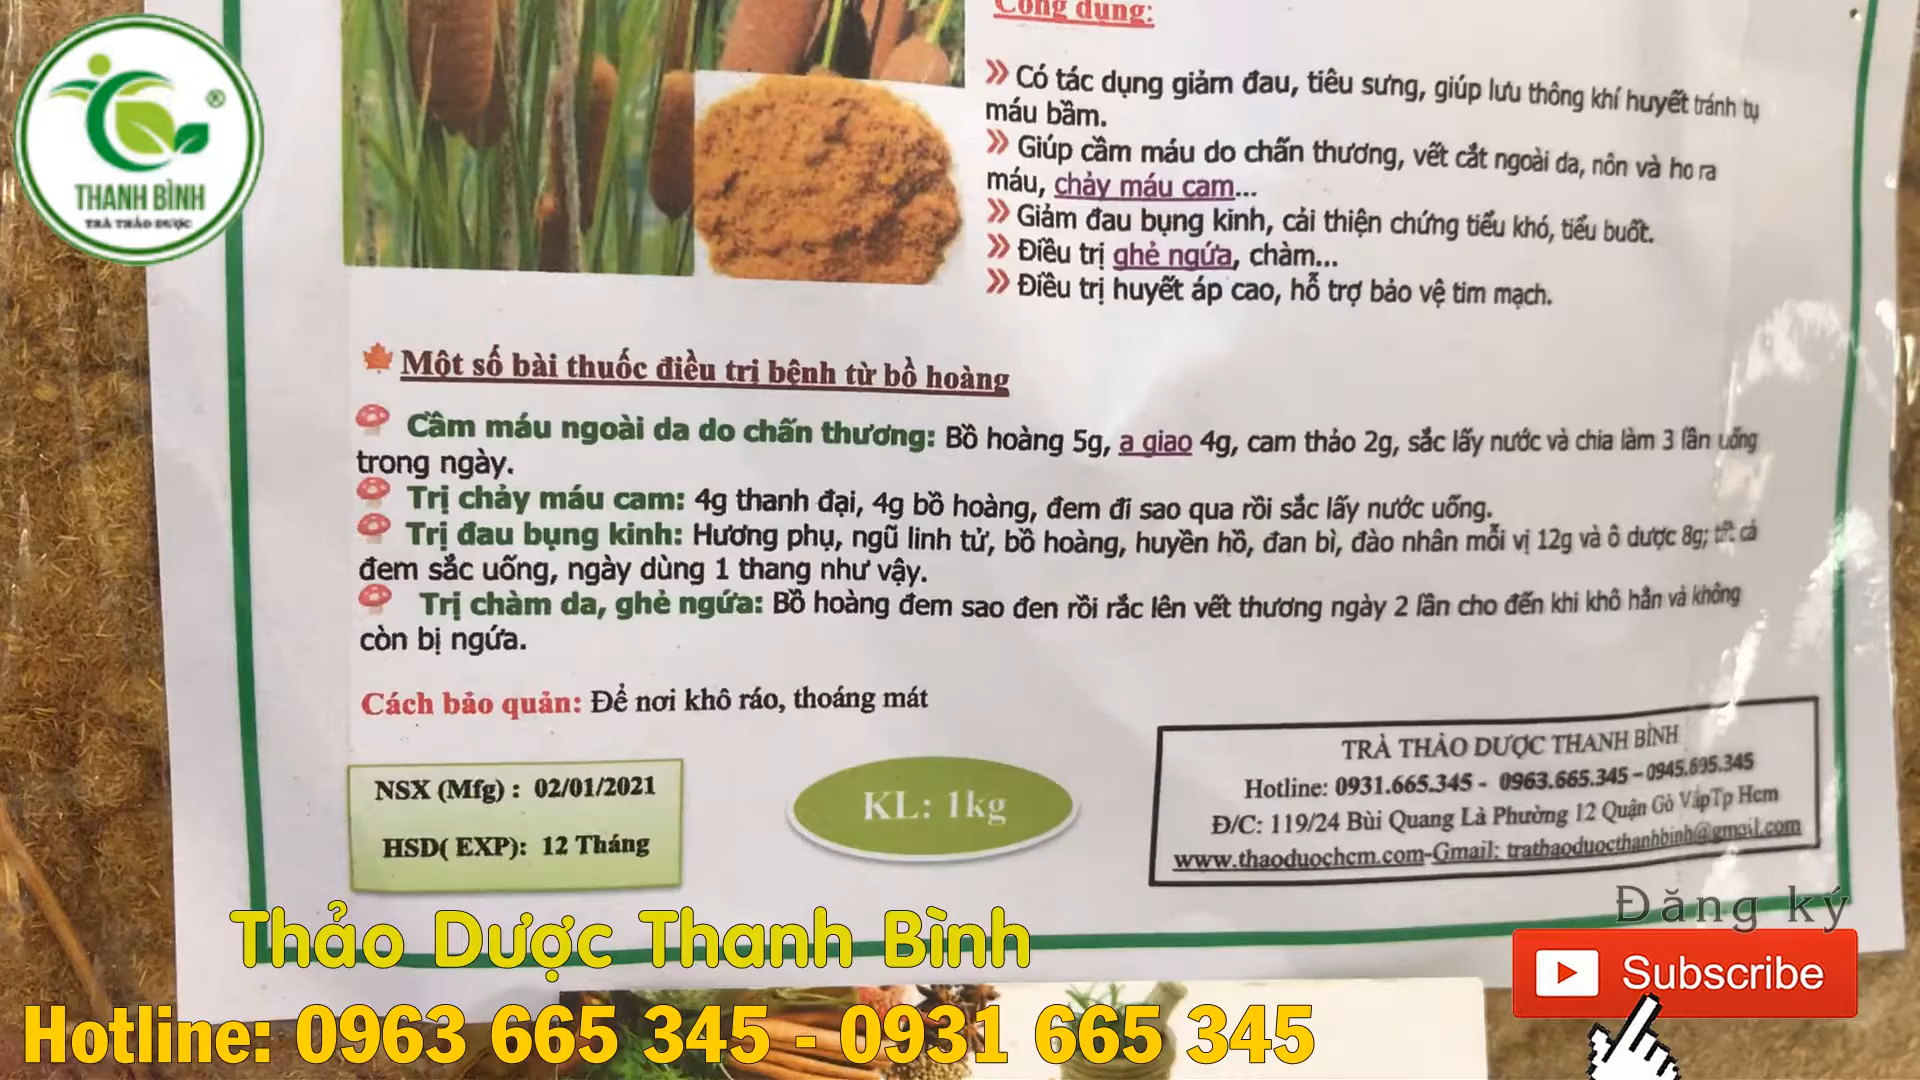 Công dụng:
THANH BÌNH
TRÀ THẢO DƯỢC
®
» Có tác dụng giảm đau, tiêu sưng, giúp lưu thông khí huyết tránh tụ
máu bầm.
» Giúp cầm máu do chấn thương, vết cắt ngoài da, nôn và ho ra
máu, chảy máu cam...
» Giảm đau bụng kinh, cải thiện chứng tiểu khó, tiểu buốt.
» Điều trị ghẻ ngứa, chàm...
» Điều trị huyết áp cao, hỗ trợ bảo vệ tim mạch.
Một số bài thuốc điều trị bệnh từ bồ hoàng
Cầm máu ngoài da do chấn thương: Bồ hoàng 5g, a giao 4g, cam thảo 2g, sắc lấy nước và chia làm 3 lần uống
trong ngày.
Trị chảy máu cam: 4g thanh đại, 4g bồ hoàng, đem đi sao qua rồi sắc lấy nước uống.
Trị đau bụng kinh: Hương phụ, ngũ linh tử, bồ hoàng, huyền hồ, đan bì, đào nhân mỗi vị 12g và ô dược 8g; tất cả
đem sắc uống, ngày dùng 1 thang như vậy.
Trị chàm da, ghẻ ngứa: Bồ hoàng đem sao đen rồi rắc lên vết thương ngày 2 lần cho đến khi khô hẳn và không
còn bị ngứa.
Cách bảo quản: Để nơi khô ráo, thoáng mát
NSX (Mfg) : 02/01/2021
HSD( EXP): 12 Tháng
KL: 1kg
TRÀ THẢO DƯỢC THANH BÌNH
Hotline: 0931.665.345 - 0963.665.345 – 0945.695.345
Đ/C: 119/24 Bùi Quang Là Phường 12 Quận Gò VấpTp Hcm
www.thaoduochcm.com-Gmail: trathaoduocthanhbinh@gmail.com
Đăng ký
Subscribe
Thảo Dược Thanh Bình
Hotline: 0963 665 345 - 0931 665 345